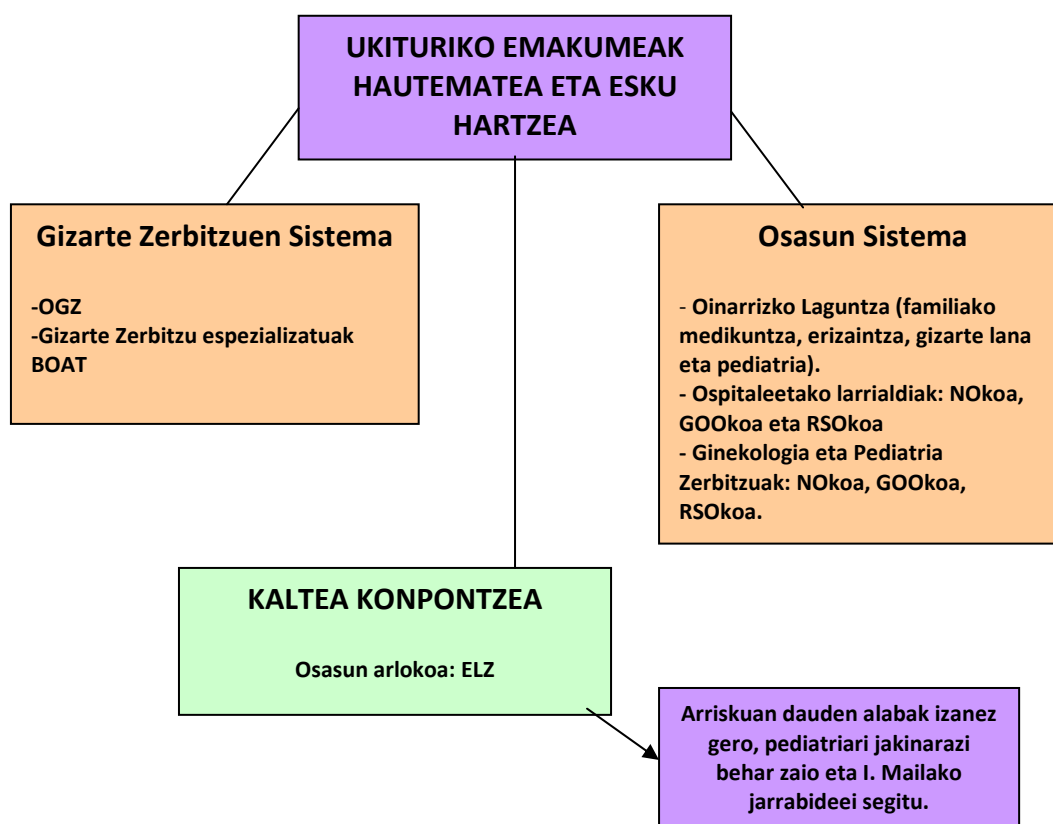 UKITURIKO EMAKUMEAK
HAUTEMATEA ETA ESKU
HARTZEA
Gizarte Zerbitzuen Sistema
-OGZ
-Gizarte Zerbitzu espezializatuak
BOAT
Osasun Sistema
- Oinarrizko Laguntza (familiako
medikuntza, erizaintza, gizarte lana
eta pediatria).
- Ospitaleetako larrialdiak: NOkoa,
GOOkoa eta RSOkoa
- Ginekologia eta Pediatria
Zerbitzuak: NOkoa, GOOkoa,
RSOkoa.
KALTEA KONPONTZEA
Osasun arlokoa: ELZ
Arriskuan dauden alabak izanez
gero, pediatriari jakinarazi
behar zaio eta I. Mailako
jarrabideei segitu.